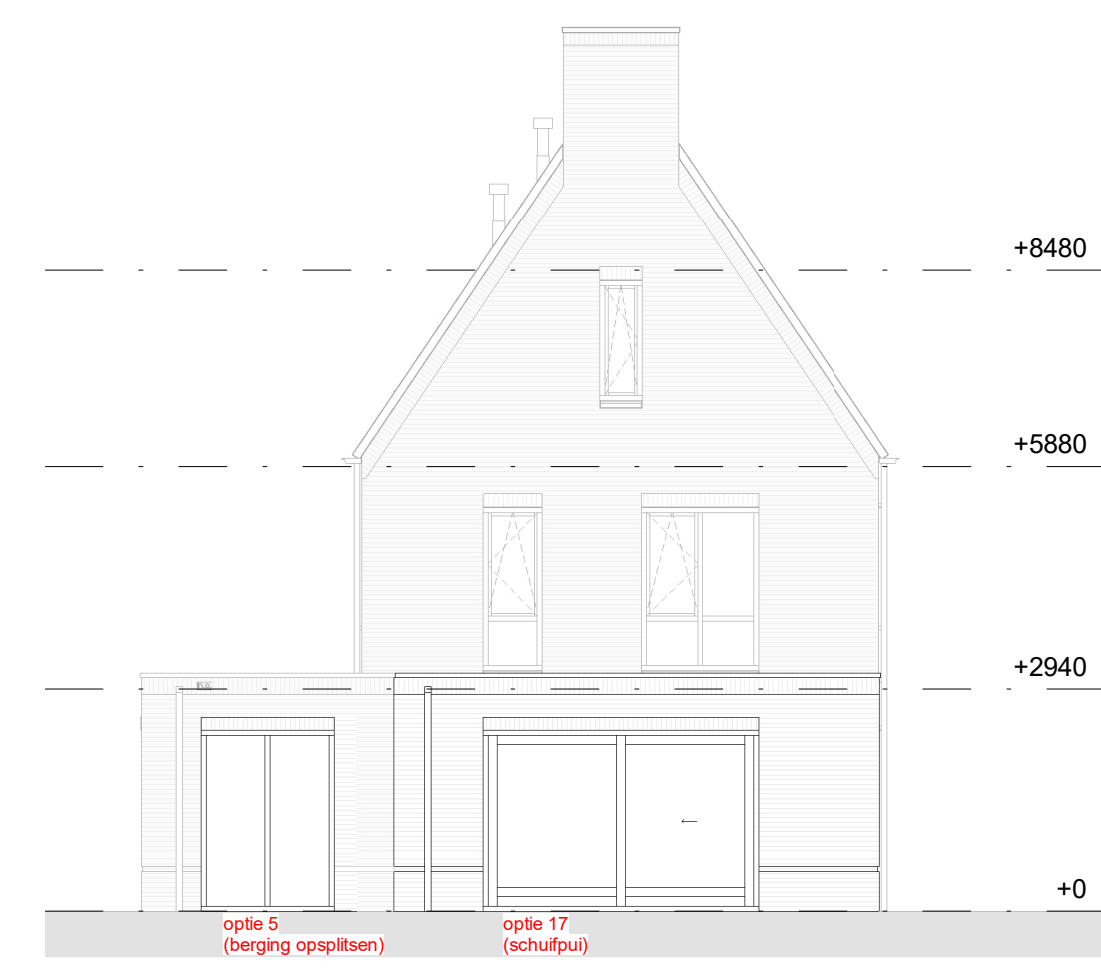 +8480
+5880
+2940
+0
optie 5
(berging opsplitsen)
optie 17
(schuifpui)